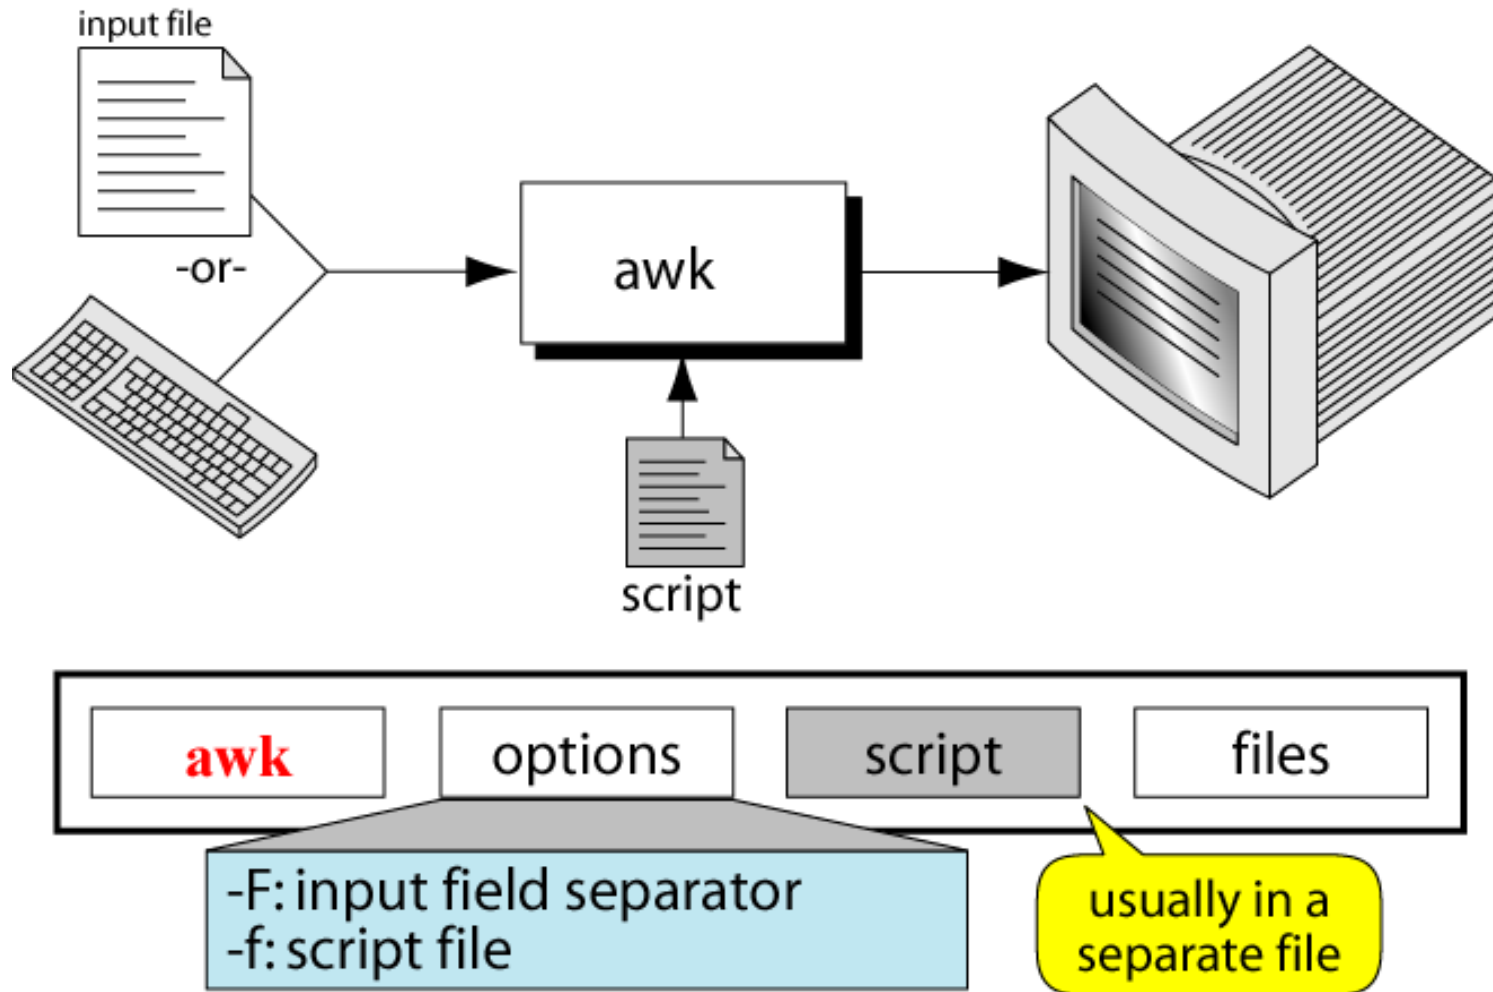 input file
-or-
awk
script
awk
options
script
files
-F: input field separator
-f: script file
usually in a
separate file